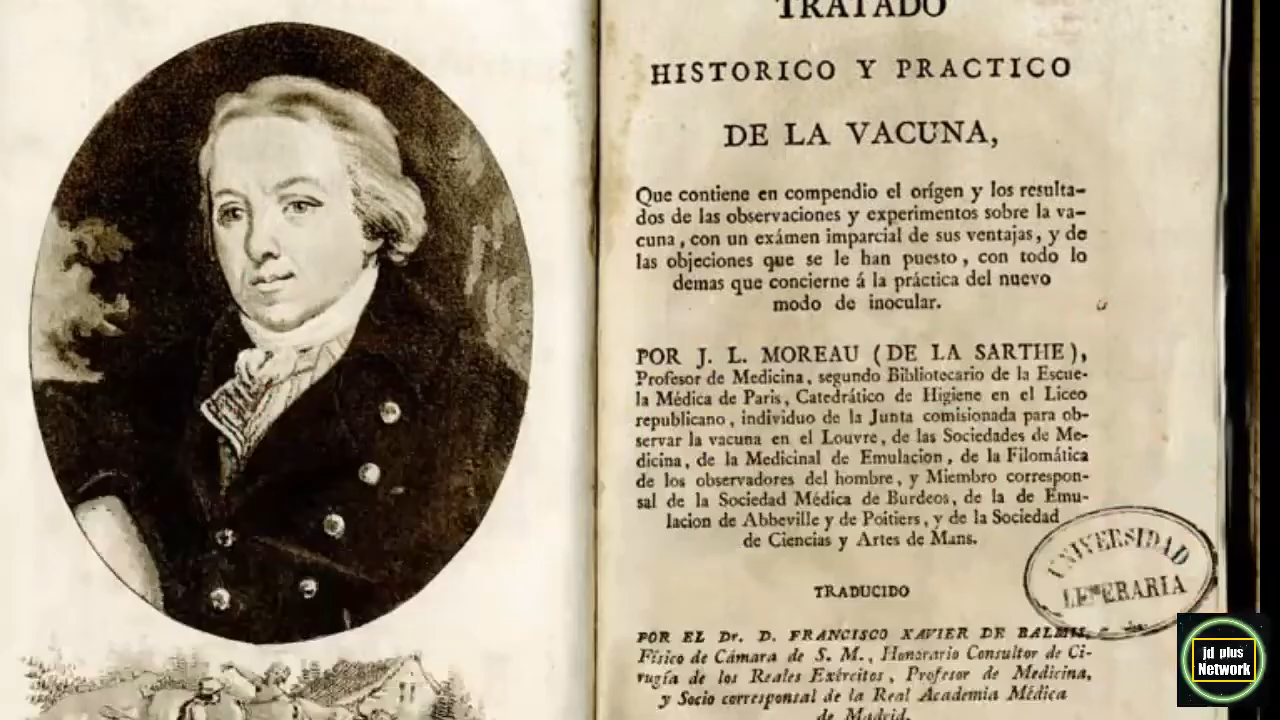 TRATADO
HISTORICO Y PRACTICO
DE LA VACUNA,
Que contiene en compendio el orígen y los resulta-
dos de las observaciones y experimentos sobre la va-
cuna, con un exámen imparcial de sus ventajas, y de
las objeciones que se le han puesto, con todo lo
demas que concierne á la práctica del nuevo
modo de inocular.
POR J. L. MOREAU (DE LA SARTHE),
Profesor de Medicina, segundo Bibliotecario de la Escue-
la Médica de Paris, Catedrático de Higiene en el Liceo
republicano, individuo de la Junta comisionada para ob-
servar la vacuna en el Louvre, de las Sociedades de Me-
dicina, de la Medicinal de Emulacion, de la Filomática
de los observadores del hombre, y Miembro correspon-
sal de la Sociedad Médica de Burdeos, de la de Emu-
lacion de Abbeville y de Poitiers, y de la Sociedad
de Ciencias y Artes de Mans.
TRADUCIDO
POR EL Dr. D. FRANCISCO XAVIER DE BALMIS,
Físico de Cámara de S. M., Honorario Consultor de Ci-
rugía de los Reales Exércitos, Profesor de Medicina,
y Socio corresponsal de la Real Academia Médica
de Madrid.
UNIVERSIDAD
LITERARIA
jd plus
Network